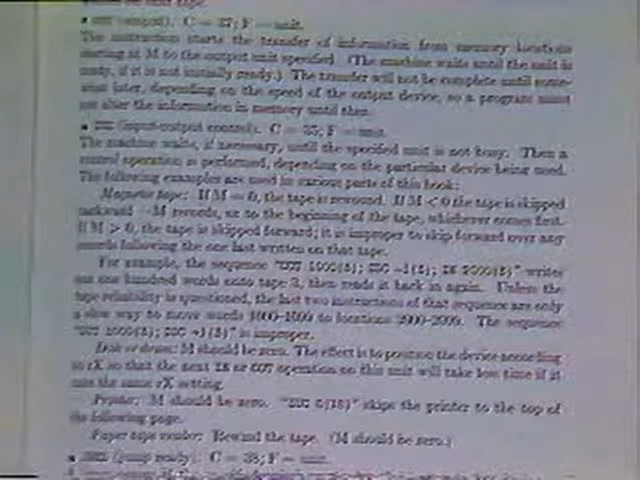 • OUT (output). C = 37; F = unit.
The instruction starts the transfer of information from memory locations
starting at M to the output unit specified. (The machine waits until the unit is
ready, if it is not initially ready.) The transfer will not be complete until some-
what later, depending on the speed of the output device, so a program must
not alter the information in memory until then.
• IOC (input-output control). C = 35; F = unit.
The machine waits, if necessary, until the specified unit is not busy. Then a
control operation is performed, depending on the particular device being used.
The following examples are used in various parts of this book:
Magnetic tape: If M = 0, the tape is rewound. If M < 0 the tape is skipped
backward −M records, or to the beginning of the tape, whichever comes first.
If M > 0, the tape is skipped forward; it is improper to skip forward over any
records following the one last written on that tape.
For example, the sequence "OUT 1000(3); IOC −1(3); IN 2000(3)" writes
out one hundred words onto tape 3, then reads it back in again. Unless the
tape reliability is questioned, the last two instructions of that sequence are only
a slow way to move words 1000–1099 to locations 2000–2099. The sequence
"OUT 1000(3); IOC +1(3)" is improper.
Disk or drum: M should be zero. The effect is to position the device according
to rX so that the next IN or OUT operation on this unit will take less time if it
uses the same rX setting.
Printer: M should be zero. "IOC 0(18)" skips the printer to the top of
the following page.
Paper tape reader: Rewind the tape. (M should be zero.)
• (jump ready). C = 38; F = unit.